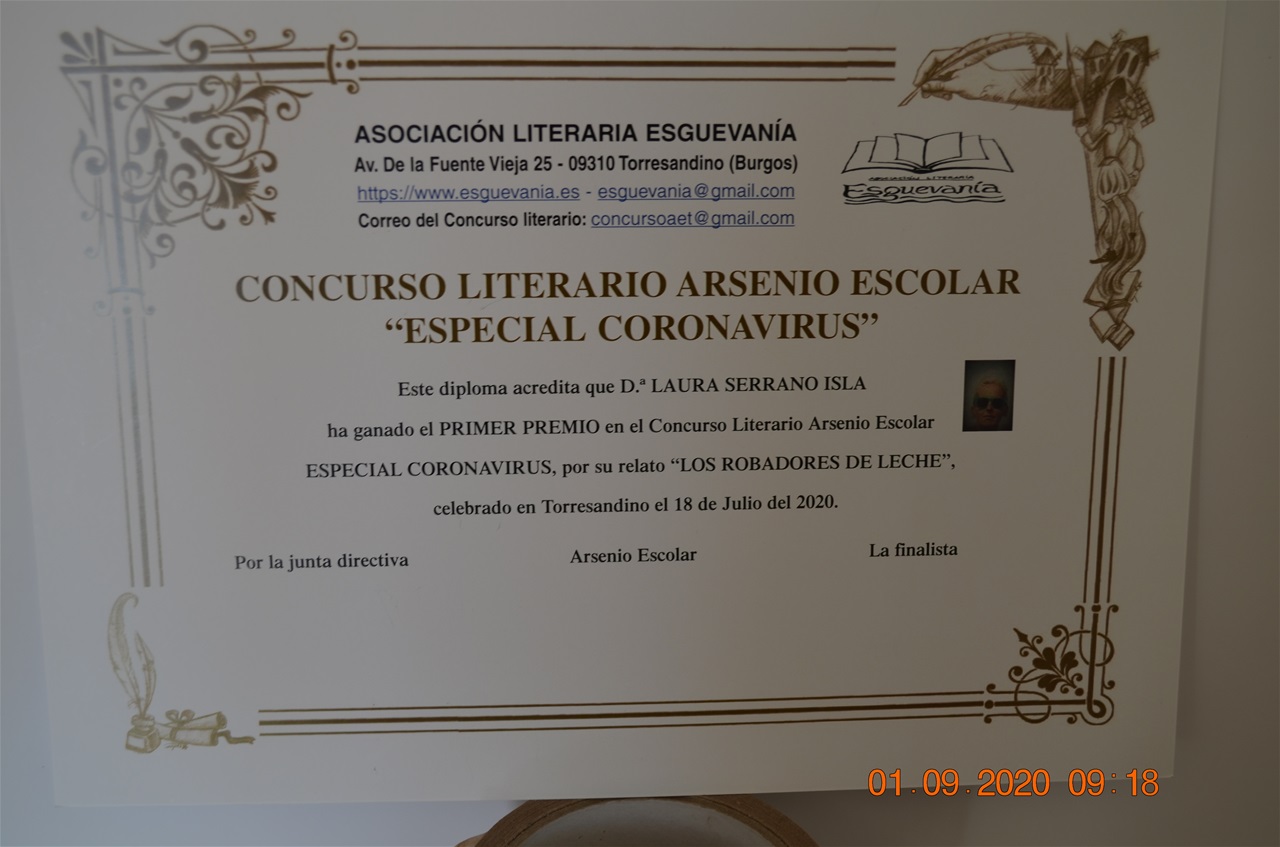 ASOCIACIÓN LITERARIA ESGUEVANÍA
Av. De la Fuente Vieja 25 - 09310 Torresandino (Burgos)
https://www.esguevania.es - esguevania@gmail.com
Correo del Concurso literario: concursoaet@gmail.com
ASOCIACIÓN LITERARIA
Esguevanía
CONCURSO LITERARIO ARSENIO ESCOLAR
“ESPECIAL CORONAVIRUS”
Este diploma acredita que D.ª LAURA SERRANO ISLA
ha ganado el PRIMER PREMIO en el Concurso Literario Arsenio Escolar
ESPECIAL CORONAVIRUS, por su relato “LOS ROBADORES DE LECHE”,
celebrado en Torresandino el 18 de Julio del 2020.
Por la junta directiva
Arsenio Escolar
La finalista
01.09.2020 09:18